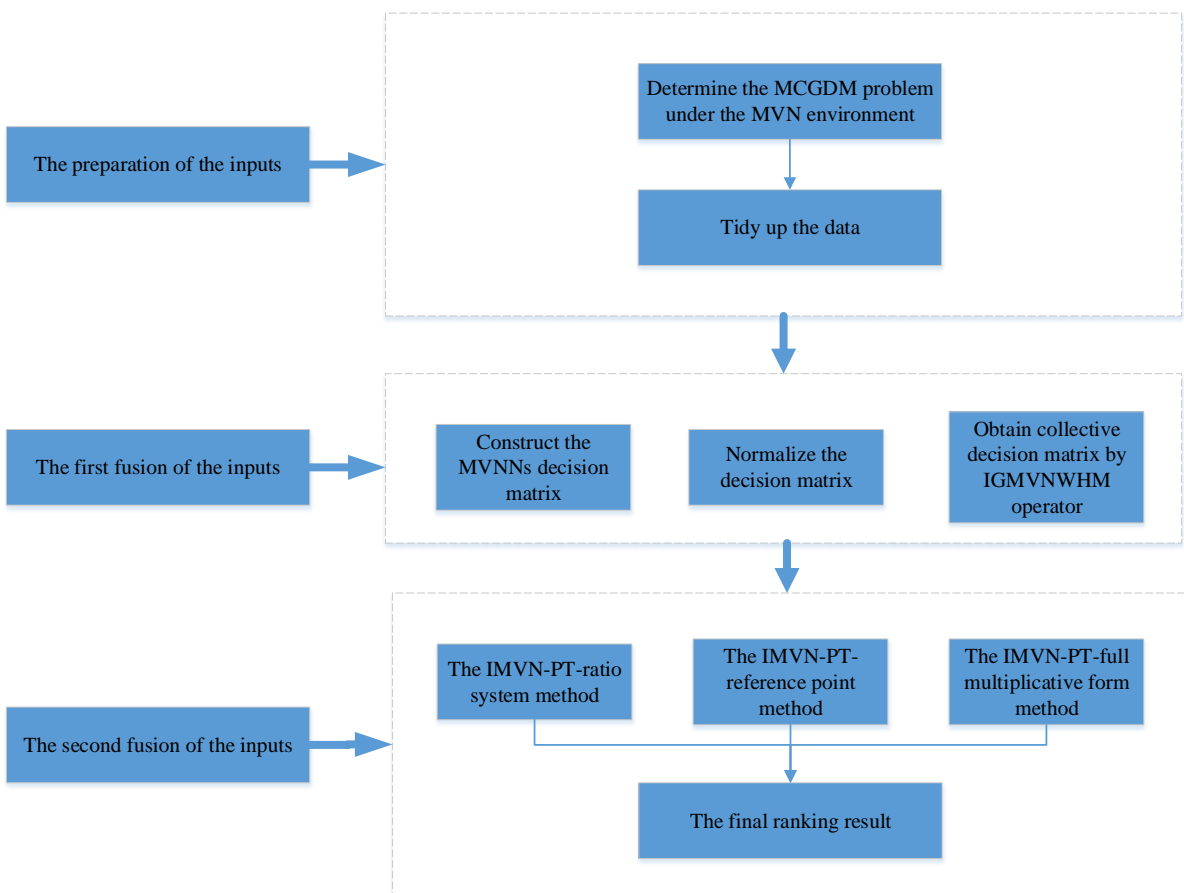 The preparation of the inputs
Determine the MCGDM problem
under the MVN environment
Tidy up the data
The first fusion of the inputs
Construct the
MVNNs decision
matrix
Normalize the
decision matrix
Obtain collective
decision matrix by
IGMVNWHM
operator
The second fusion of the inputs
The IMVN-PT-ratio
system method
The IMVN-PT-
reference point
method
The IMVN-PT-full
multiplicative form
method
The final ranking result